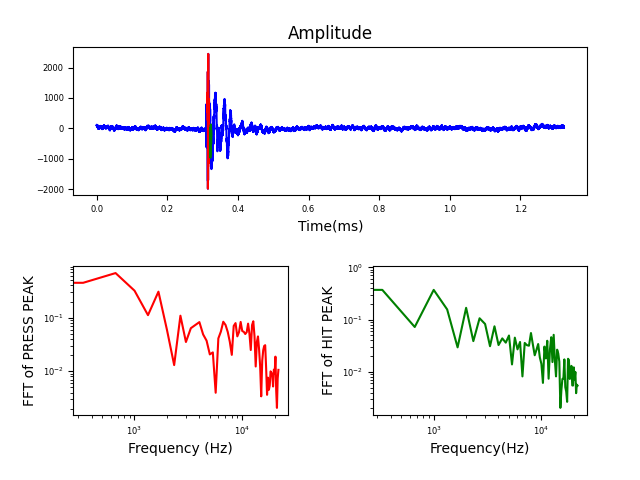 Amplitude
2000
1000
0
−1000
−2000
0.0 0.2 0.4 0.6 0.8 1.0 1.2
Time(ms)
FFT of PRESS PEAK
10⁻¹
10⁻²
10³ 10⁴
Frequency (Hz)
FFT of HIT PEAK
10⁰
10⁻¹
10⁻²
10³ 10⁴
Frequency(Hz)